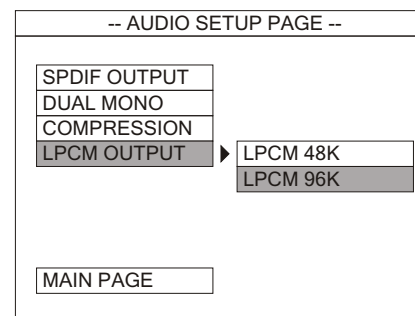 -- AUDIO SETUP PAGE --
SPDIF OUTPUT
DUAL MONO
COMPRESSION
LPCM OUTPUT
LPCM 48K
LPCM 96K
MAIN PAGE